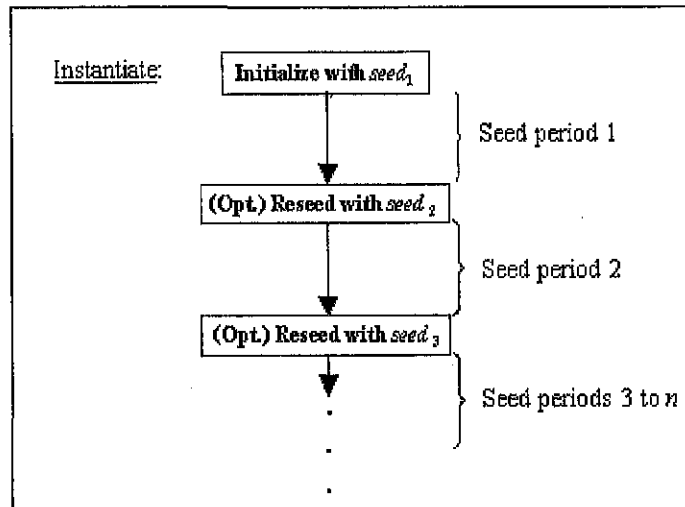 Instantiate:
Initialize with seed1
Seed period 1
(Opt.) Reseed with seed2
Seed period 2
(Opt.) Reseed with seed3
Seed periods 3 to n